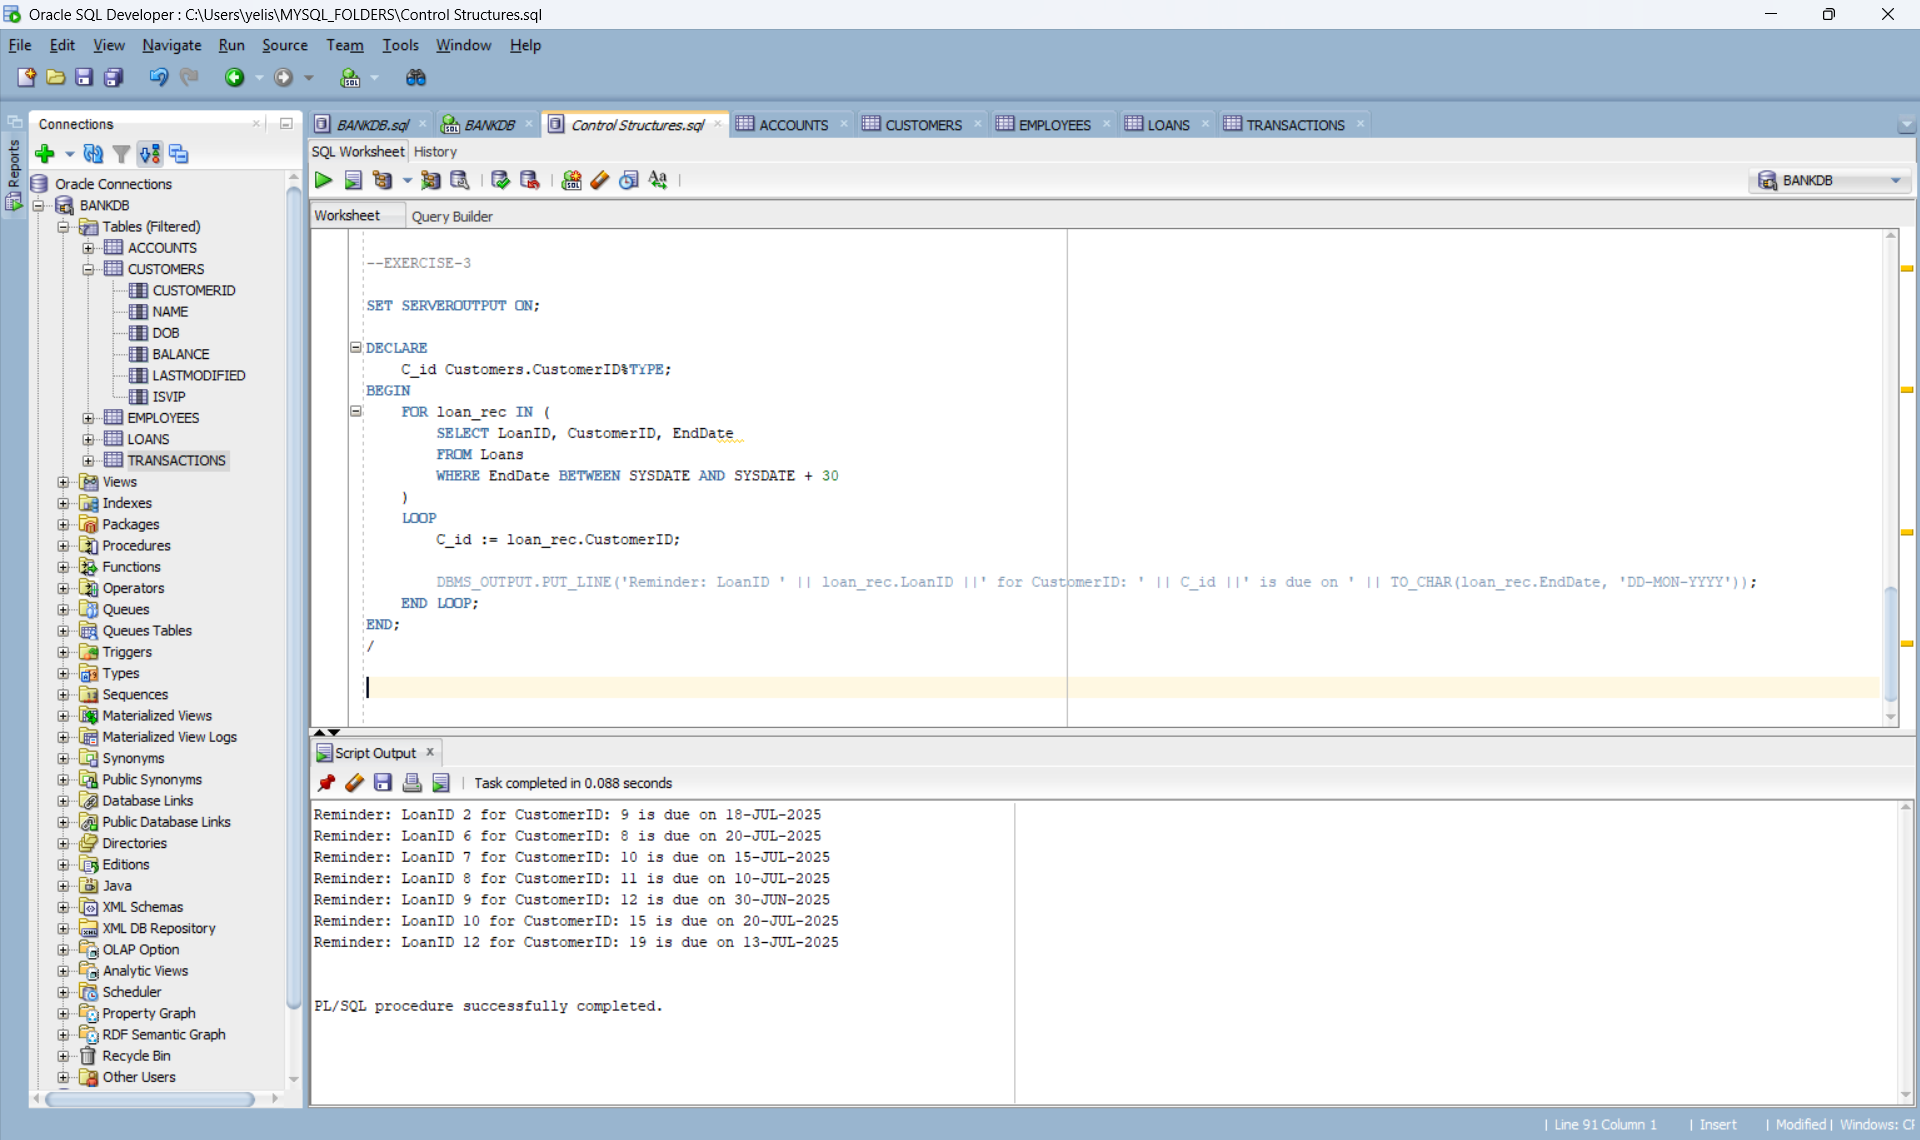 Oracle SQL Developer : C:\Users\yelis\MYSQL_FOLDERS\Control Structures.sql
File Edit View Navigate Run Source Team Tools Window Help
Reports
Connections
Oracle Connections
BANKDB
Tables (Filtered)
ACCOUNTS
CUSTOMERS
CUSTOMERID
NAME
DOB
BALANCE
LASTMODIFIED
ISVIP
EMPLOYEES
LOANS
TRANSACTIONS
Views
Indexes
Packages
Procedures
Functions
Operators
Queues
Queues Tables
Triggers
Types
Sequences
Materialized Views
Materialized View Logs
Synonyms
Public Synonyms
Database Links
Public Database Links
Directories
Editions
Java
XML Schemas
XML DB Repository
OLAP Option
Analytic Views
Scheduler
Property Graph
RDF Semantic Graph
Recycle Bin
Other Users
BANKDB.sql BANKDB Control Structures.sql ACCOUNTS CUSTOMERS EMPLOYEES LOANS TRANSACTIONS
SQL Worksheet History
BANKDB
Worksheet Query Builder
--EXERCISE-3
SET SERVEROUTPUT ON;
DECLARE
C_id Customers.CustomerID%TYPE;
BEGIN
FOR loan_rec IN (
SELECT LoanID, CustomerID, EndDate
FROM Loans
WHERE EndDate BETWEEN SYSDATE AND SYSDATE + 30
)
LOOP
C_id := loan_rec.CustomerID;
DBMS_OUTPUT.PUT_LINE('Reminder: LoanID ' || loan_rec.LoanID ||' for CustomerID: ' || C_id ||' is due on ' || TO_CHAR(loan_rec.EndDate, 'DD-MON-YYYY'));
END LOOP;
END;
/
Script Output
Task completed in 0.088 seconds
Reminder: LoanID 2 for CustomerID: 9 is due on 18-JUL-2025
Reminder: LoanID 6 for CustomerID: 8 is due on 20-JUL-2025
Reminder: LoanID 7 for CustomerID: 10 is due on 15-JUL-2025
Reminder: LoanID 8 for CustomerID: 11 is due on 10-JUL-2025
Reminder: LoanID 9 for CustomerID: 12 is due on 30-JUN-2025
Reminder: LoanID 10 for CustomerID: 15 is due on 20-JUL-2025
Reminder: LoanID 12 for CustomerID: 19 is due on 13-JUL-2025
PL/SQL procedure successfully completed.
| Line 91 Column 1 | Insert | Modified | Windows: